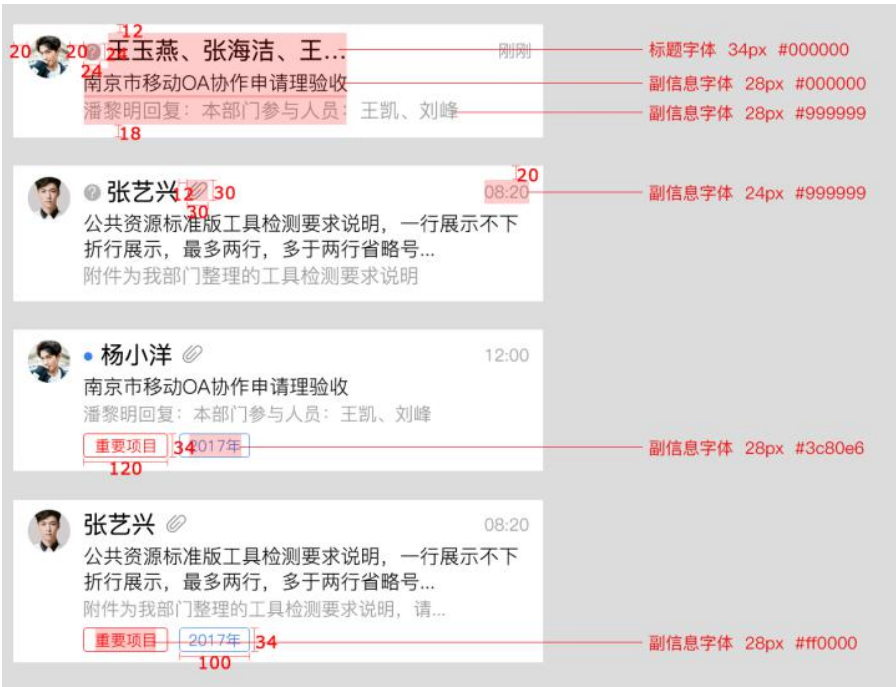 12
20 20 ? 24 王玉燕、张海洁、王... 刚刚 标题字体 34px #000000
24
南京市移动OA协作申请理验收 副信息字体 28px #000000
潘黎明回复：本部门参与人员：王凯、刘峰 副信息字体 28px #999999
18
20
? 张艺兴 12 30 08:20 副信息字体 24px #999999
30
公共资源标准版工具检测要求说明，一行展示不下
折行展示，最多两行，多于两行省略号...
附件为我部门整理的工具检测要求说明
杨小洋 12:00
南京市移动OA协作申请理验收
潘黎明回复：本部门参与人员：王凯、刘峰
重要项目 34 2017年 副信息字体 28px #3c80e6
120
张艺兴 08:20
公共资源标准版工具检测要求说明，一行展示不下
折行展示，最多两行，多于两行省略号...
附件为我部门整理的工具检测要求说明，请...
重要项目 2017年 34 副信息字体 28px #ff0000
100